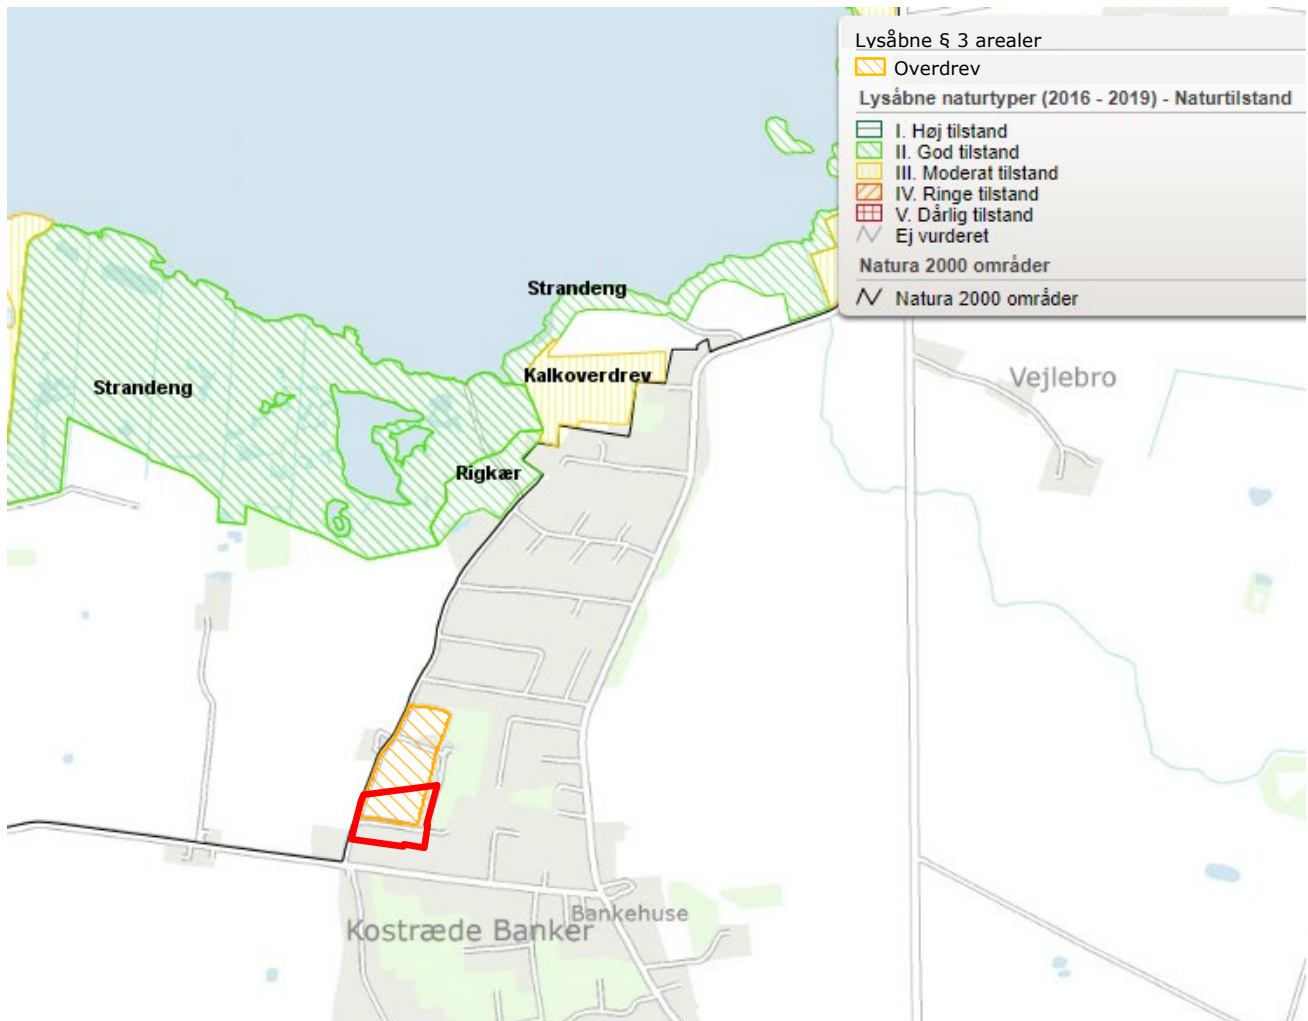 Lysåbne § 3 arealer
Overdrev
Lysåbne naturtyper (2016 - 2019) - Naturtilstand
I. Høj tilstand
II. God tilstand
III. Moderat tilstand
IV. Ringe tilstand
V. Dårlig tilstand
Ej vurderet
Natura 2000 områder
Natura 2000 områder
Strandeng
Kalkoverdrev
Vejlebro
Strandeng
Rigkær
Bankehuse
Kostræde Banker